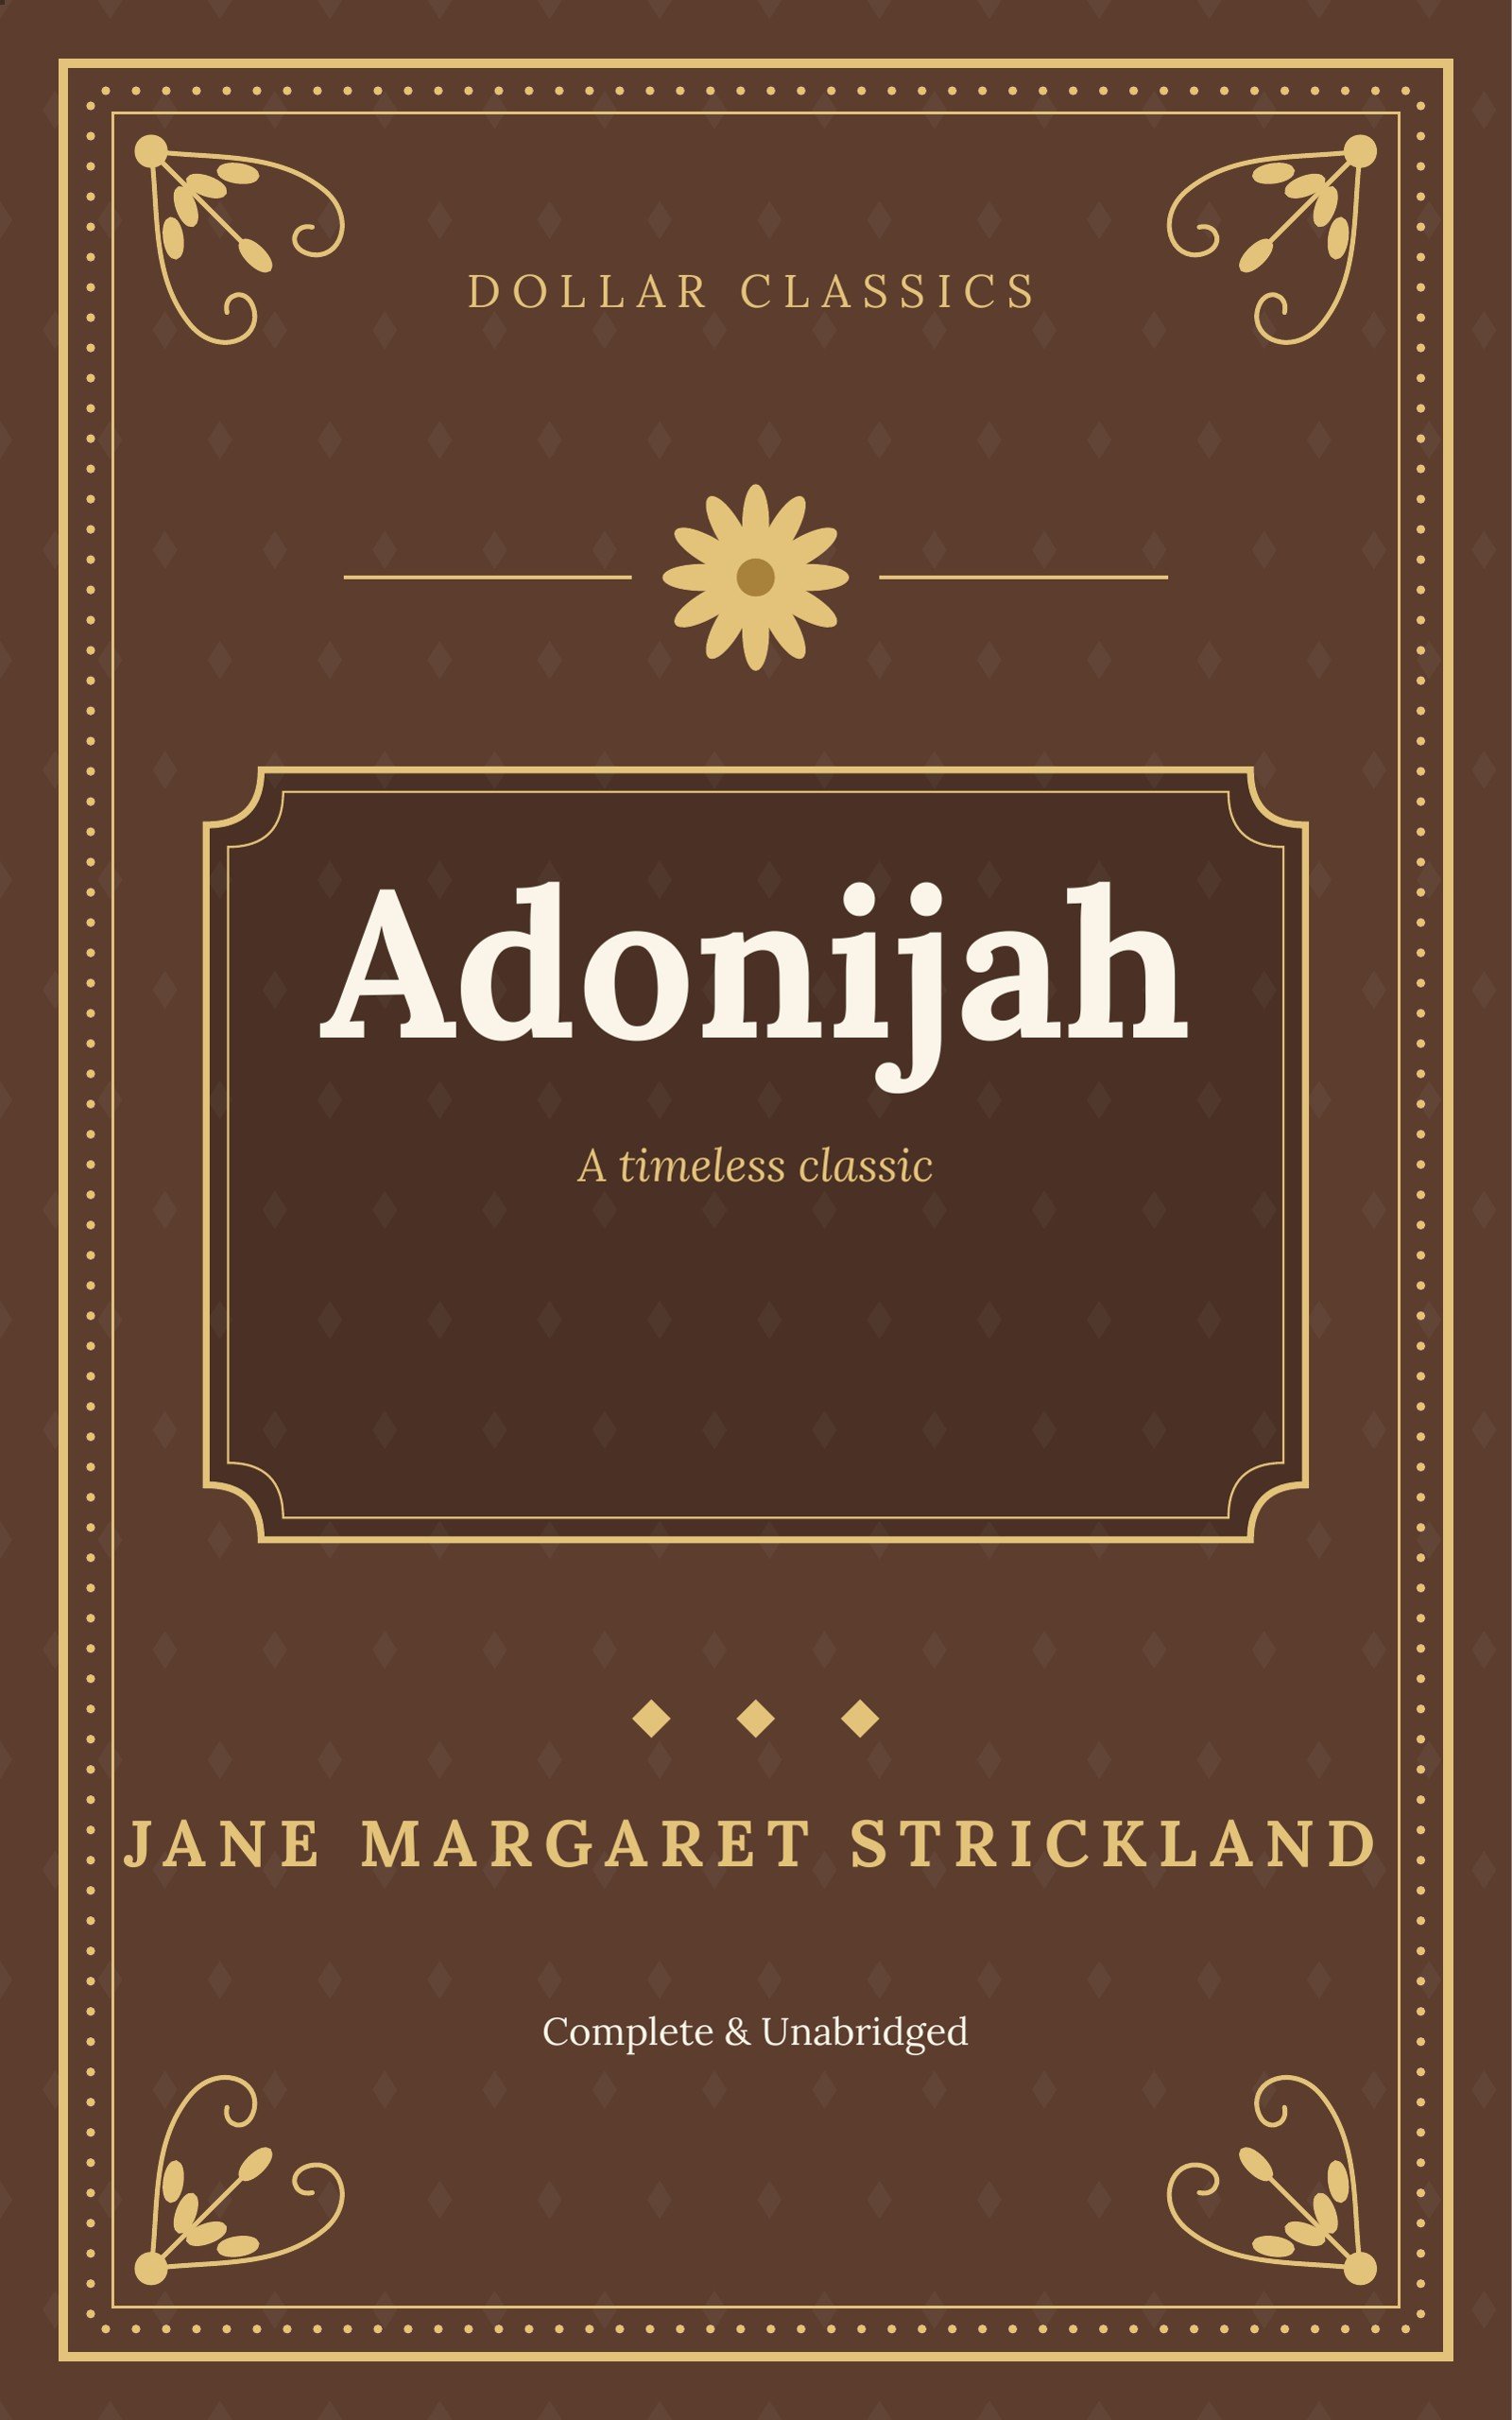 DOLLAR CLASSICS
Adonijah
A timeless classic
JANE MARGARET STRICKLAND
Complete & Unabridged